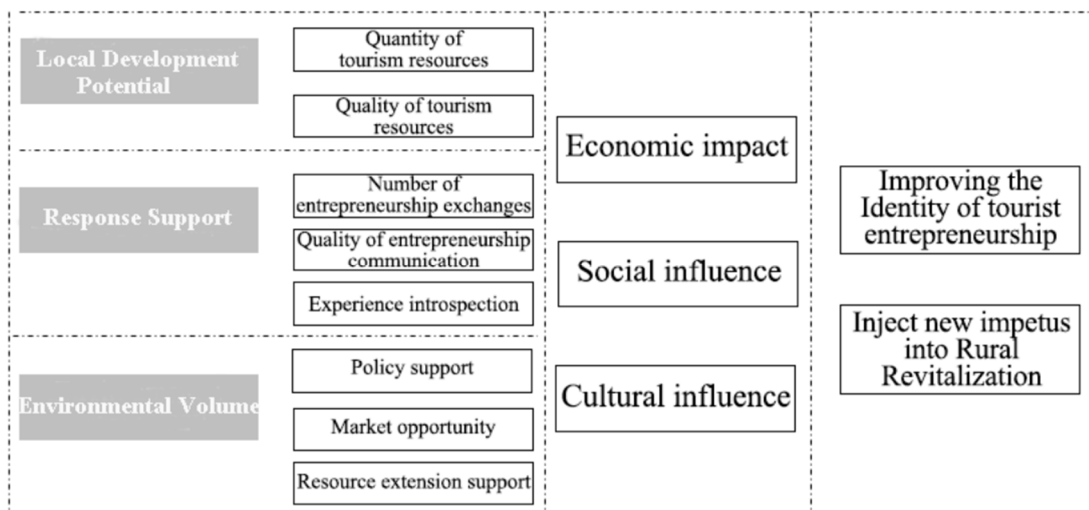 Local Development
Potential
Quantity of
tourism resources
Quality of tourism
resources
Response Support
Number of
entrepreneurship exchanges
Quality of entrepreneurship
communication
Experience introspection
Environmental Volume
Policy support
Market opportunity
Resource extension support
Economic impact
Social influence
Cultural influence
Improving the
Identity of tourist
entrepreneurship
Inject new impetus
into Rural
Revitalization